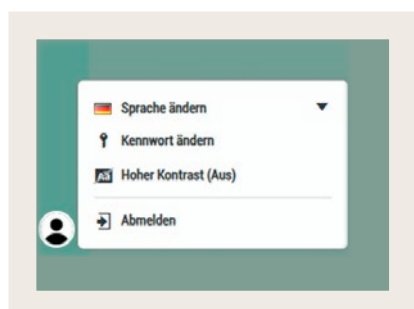 Sprache ändern
Kennwort ändern
Hoher Kontrast (Aus)
Abmelden